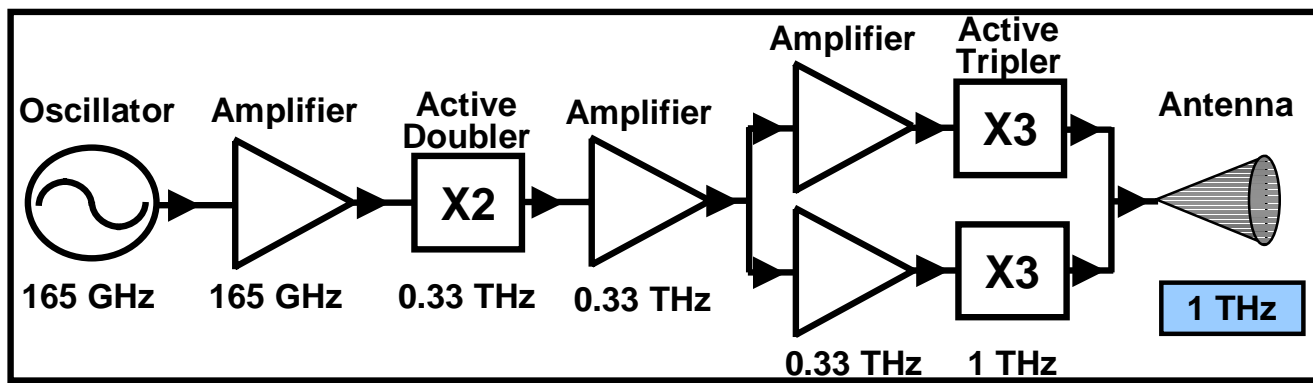 Oscillator
165 GHz
Amplifier
165 GHz
Active
Doubler
X2
0.33 THz
Amplifier
0.33 THz
Amplifier
Active
Tripler
X3
X3
0.33 THz
1 THz
Antenna
1 THz